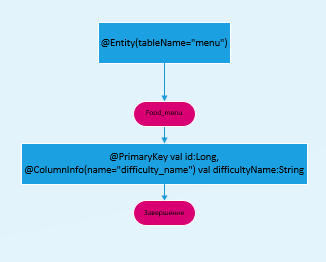 @Entity(tableName="menu")
Food_menu
@PrimaryKey val id:Long,
@ColumnInfo(name="difficulty_name") val difficultyName:String
Завершение